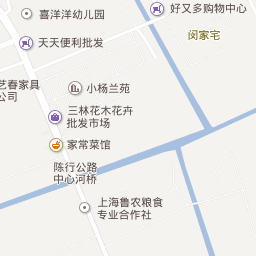 喜洋洋幼儿园
好又多购物中心
天天便利批发
闵家宅
艺春家具
公司
小杨兰苑
三林花木花卉
批发市场
家常菜馆
陈行公路
中心河桥
上海鲁农粮食
专业合作社